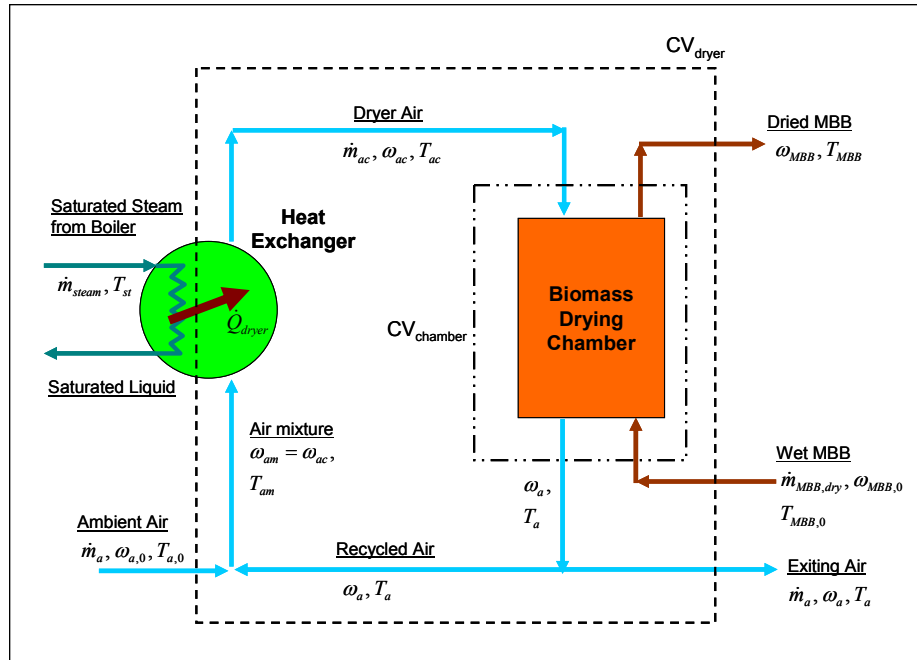 CV_dryer
Dryer Air
ṁ_ac, ω_ac, T_ac
Dried MBB
ω_MBB, T_MBB
Saturated Steam
from Boiler
ṁ_steam, T_st
Heat
Exchanger
Q̇_dryer
Saturated Liquid
CV_chamber
Biomass
Drying
Chamber
Air mixture
ω_am = ω_ac,
T_am
Wet MBB
ṁ_MBB,dry, ω_MBB,0
T_MBB,0
ω_a,
T_a
Ambient Air
ṁ_a, ω_a,0, T_a,0
Recycled Air
ω_a, T_a
Exiting Air
ṁ_a, ω_a, T_a